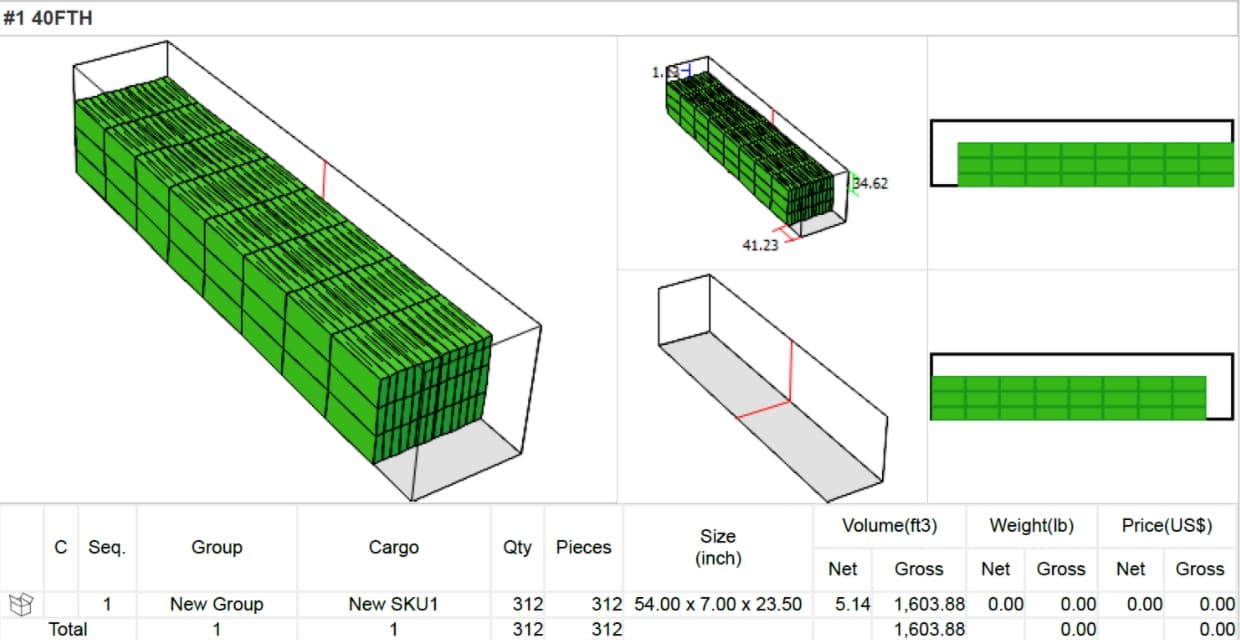 #1 40FTH
34.62
41.23
C Seq. Group Cargo Qty Pieces Size (inch) Volume(ft3) Weight(lb) Price(US$)
Net Gross Net Gross Net Gross
1 New Group New SKU1 312 312 54.00 x 7.00 x 23.50 5.14 1,603.88 0.00 0.00 0.00 0.00
Total 1 1 312 312 1,603.88 0.00 0.00